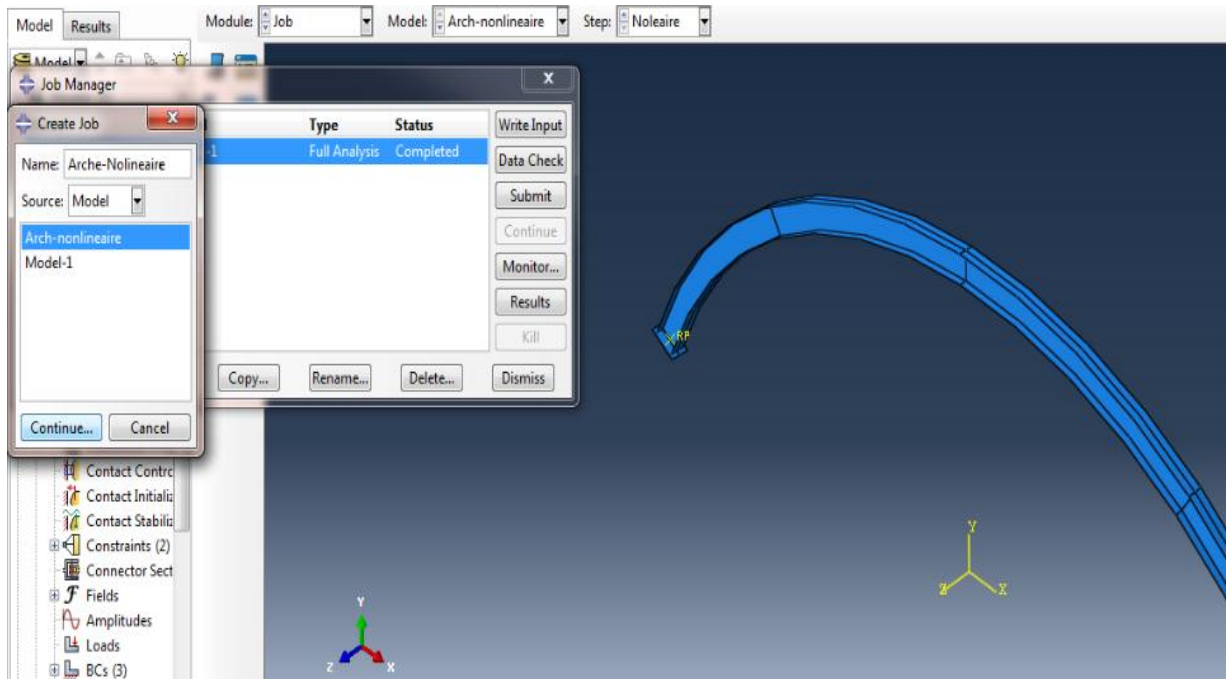 Model Results
Module: Job Model: Arch-nonlineaire Step: Noleaire
Model
Job Manager
Type Status
-1 Full Analysis Completed
Write Input
Data Check
Submit
Continue
Monitor...
Results
Kill
Copy... Rename... Delete... Dismiss
Create Job
Name: Arche-Nolineaire
Source: Model
Arch-nonlineaire
Model-1
Continue... Cancel
Contact Contro
Contact Initializ
Contact Stabiliz
Constraints (2)
Connector Sect
Fields
Amplitudes
Loads
BCs (3)
RP
Y
Z X
Y
Z X